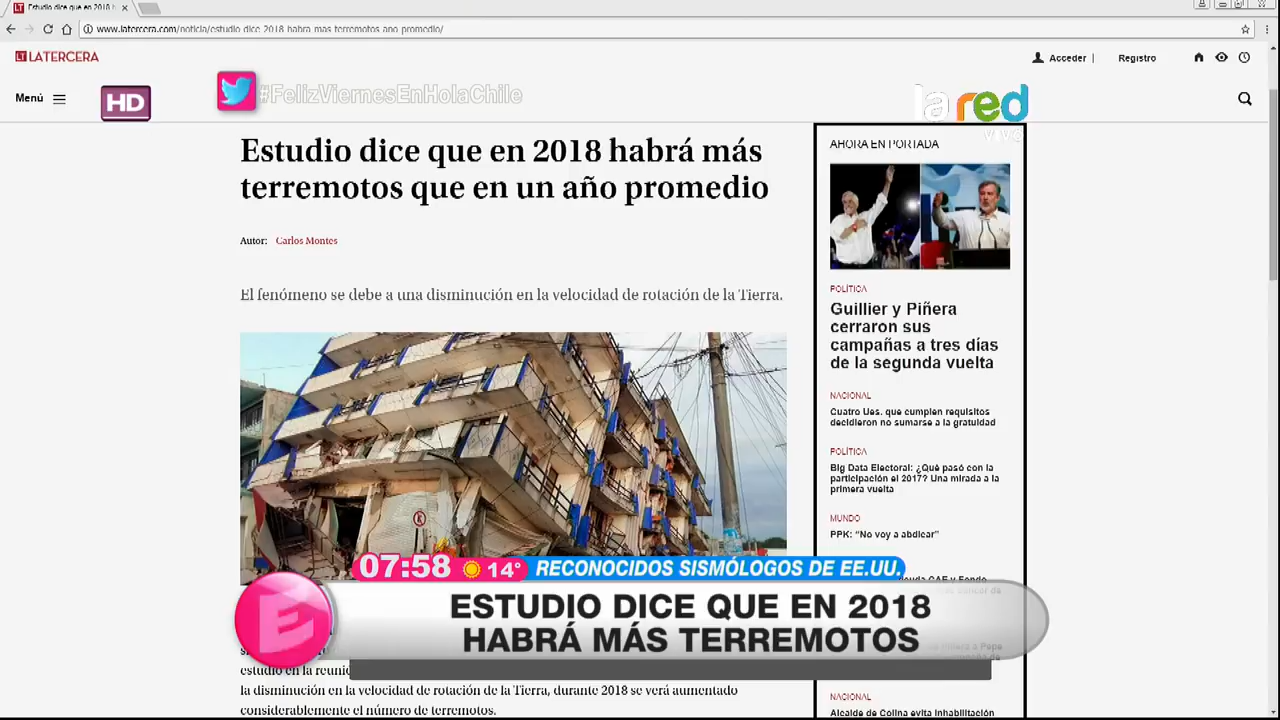 Estudio dice que en 2018 h
www.latercera.com/noticia/estudio-dice-2018-habra-mas-terremotos-ano-promedio/
LT LATERCERA
Acceder | Registro
Menú
HD
#FelizViernesEnHolaChile
la red
VIVO
Estudio dice que en 2018 habrá más
terremotos que en un año promedio
Autor: Carlos Montes
El fenómeno se debe a una disminución en la velocidad de rotación de la Tierra.
AHORA EN PORTADA
POLÍTICA
Guillier y Piñera
cerraron sus
campañas a tres días
de la segunda vuelta
NACIONAL
Cuatro Ues. que cumplen requisitos
decidieron no sumarse a la gratuidad
POLÍTICA
Big Data Electoral: ¿Qué pasó con la
participación el 2017? Una mirada a la
primera vuelta
MUNDO
PPK: “No voy a abdicar”
07:58 14° RECONOCIDOS SISMÓLOGOS DE EE.UU.
E
ESTUDIO DICE QUE EN 2018
HABRÁ MÁS TERREMOTOS
estudio en la
la disminución en la velocidad de rotación de la Tierra, durante 2018 se verá aumentado
considerablemente el número de terremotos.
NACIONAL
Alcalde de Colina evita inhabilitación